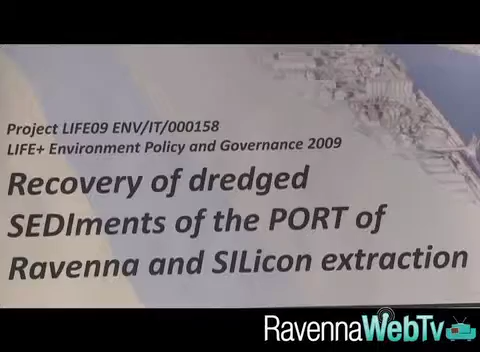 Project LIFE09 ENV/IT/000158
LIFE+ Environment Policy and Governance 2009
Recovery of dredged
SEDIments of the PORT of
Ravenna and SILicon extraction
RavennaWebTv